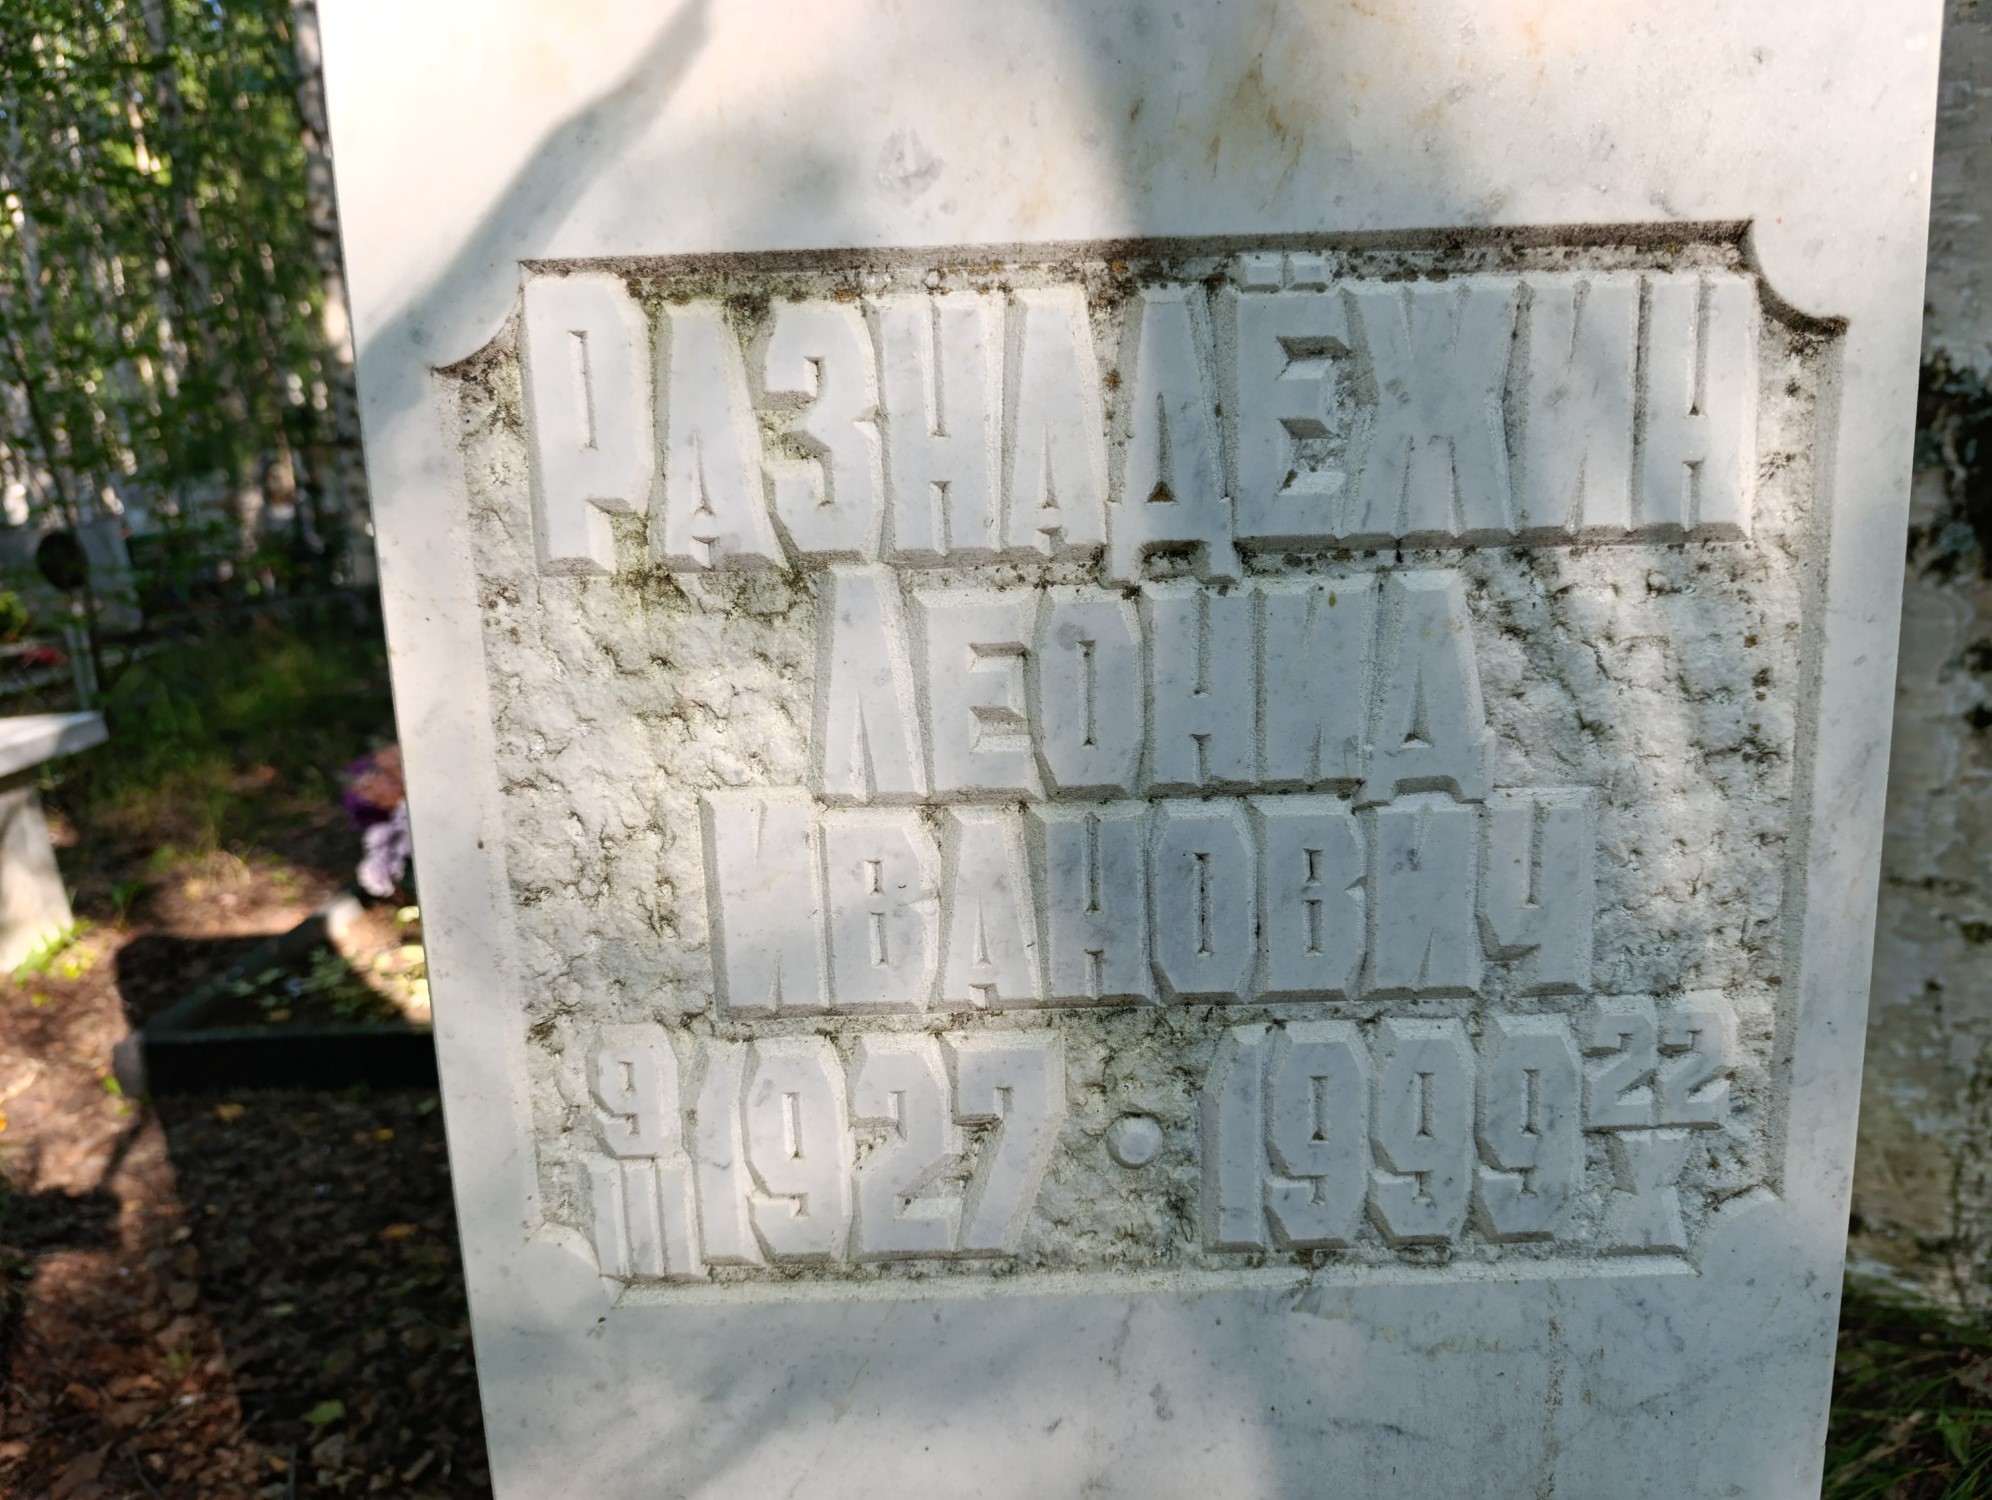 РАЗНАДЁЖИН
ЛЕОНИД
ИВАНОВИЧ
9 III 1927 • 1999 22 X